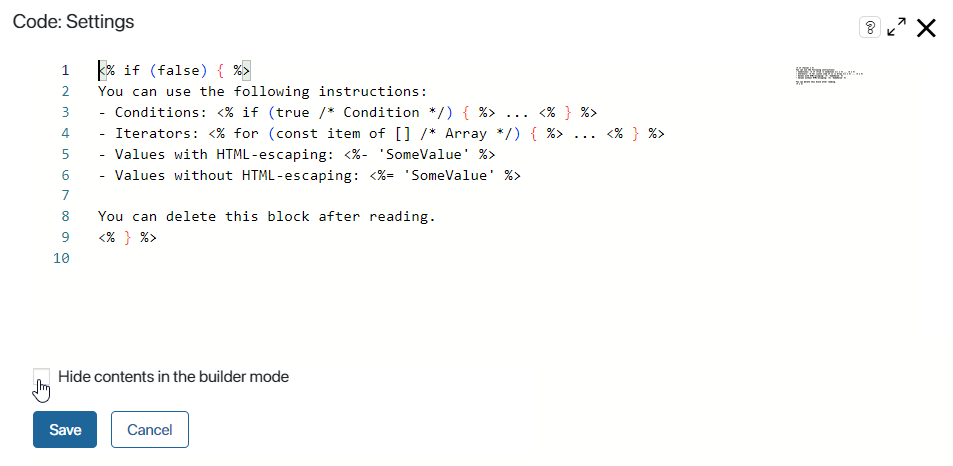 Code: Settings
?
1 <% if (false) { %>
2 You can use the following instructions:
3 - Conditions: <% if (true /* Condition */) { %> ... <% } %>
4 - Iterators: <% for (const item of [] /* Array */) { %> ... <% } %>
5 - Values with HTML-escaping: <%- 'SomeValue' %>
6 - Values without HTML-escaping: <%= 'SomeValue' %>
7
8 You can delete this block after reading.
9 <% } %>
10
Hide contents in the builder mode
Save Cancel